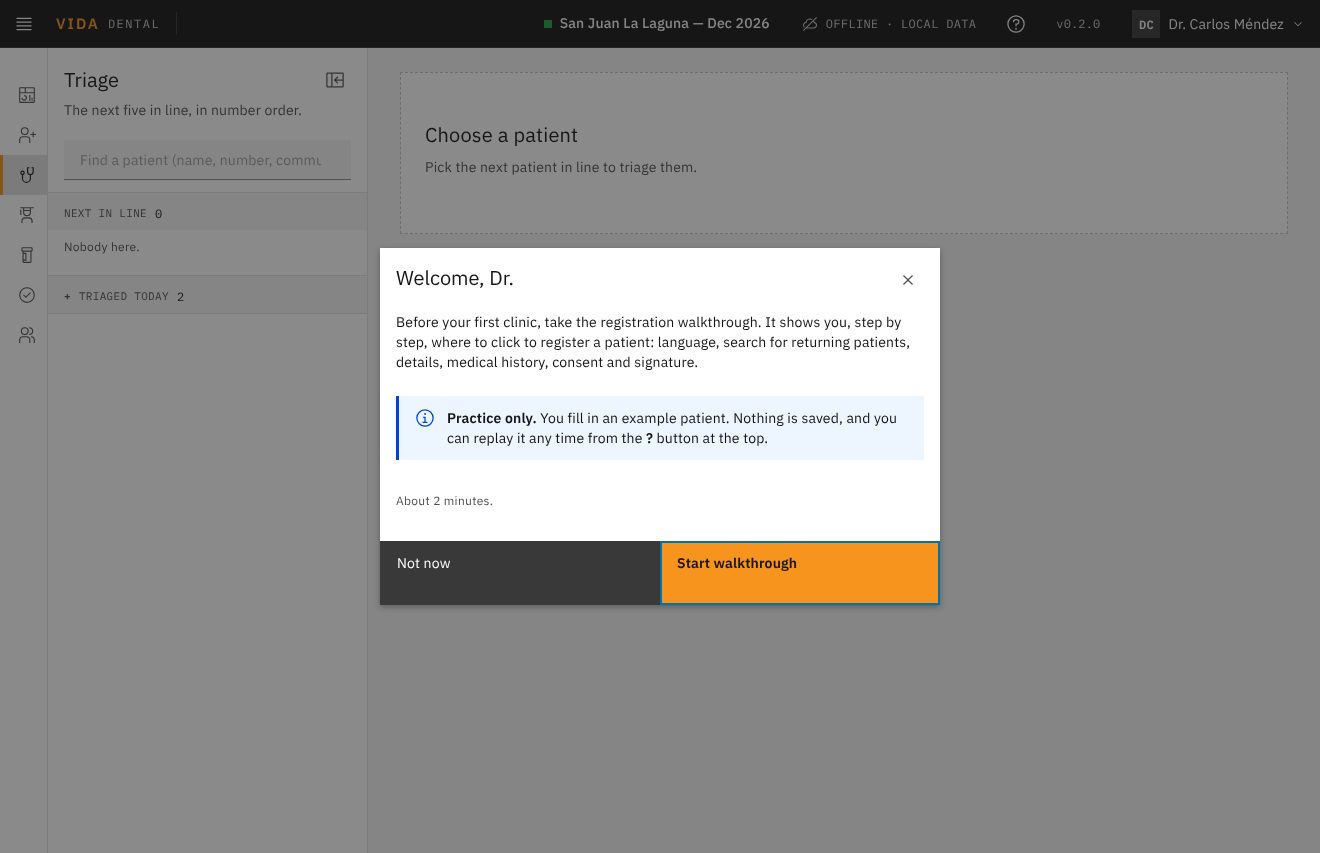 VIDA DENTAL
San Juan La Laguna — Dec 2026
OFFLINE · LOCAL DATA
?
v0.2.0
DC
Dr. Carlos Méndez
Triage
The next five in line, in number order.
Find a patient (name, number, commu
NEXT IN LINE 0
Nobody here.
+ TRIAGED TODAY 2
Choose a patient
Pick the next patient in line to triage them.
Welcome, Dr.
Before your first clinic, take the registration walkthrough. It shows you, step by
step, where to click to register a patient: language, search for returning patients,
details, medical history, consent and signature.
Practice only. You fill in an example patient. Nothing is saved, and you
can replay it any time from the ? button at the top.
About 2 minutes.
Not now
Start walkthrough